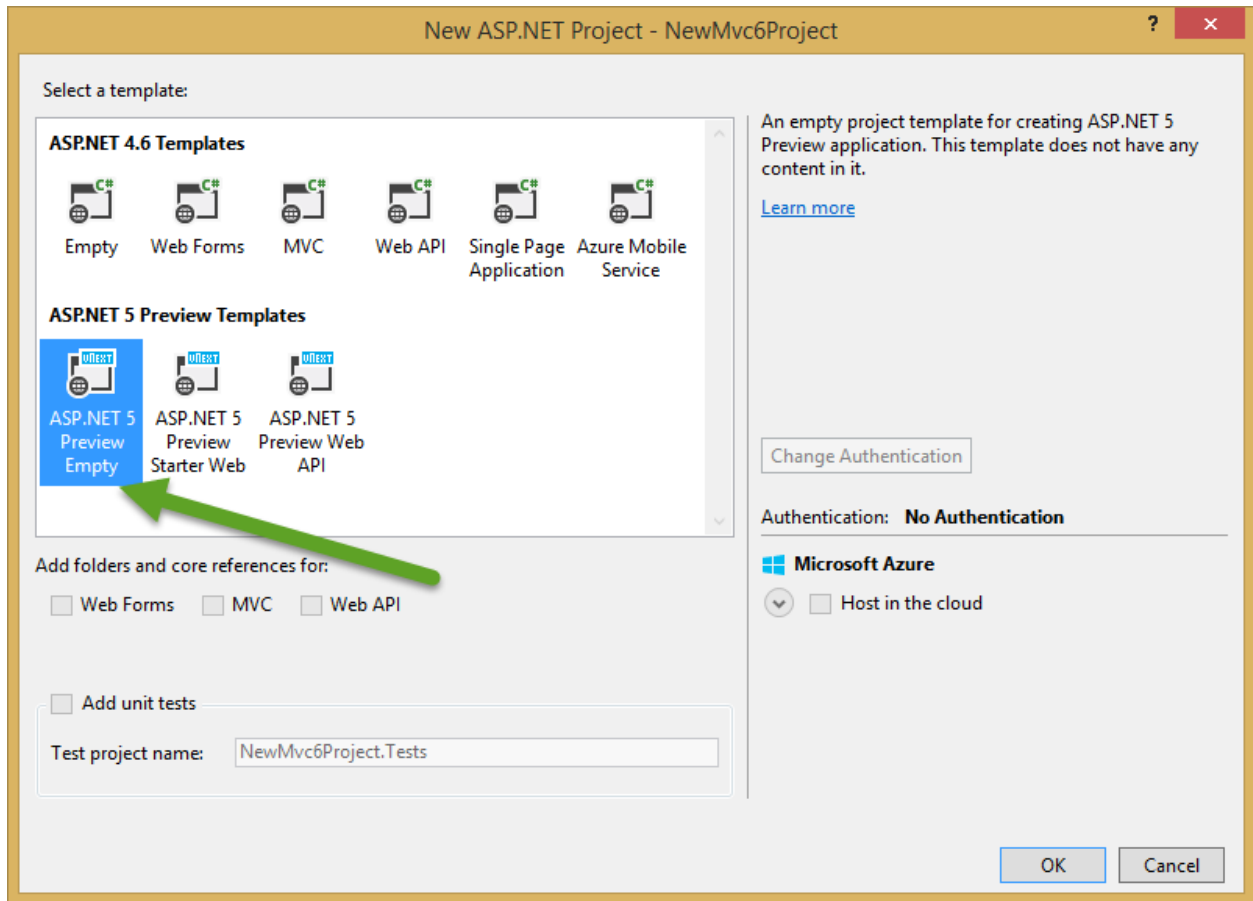 New ASP.NET Project - NewMvc6Project
?
Select a template:
ASP.NET 4.6 Templates
C# C# C# C# C# C#
Empty Web Forms MVC Web API Single Page Azure Mobile
Application Service
ASP.NET 5 Preview Templates
vnext vnext vnext
ASP.NET 5 ASP.NET 5 ASP.NET 5
Preview Preview Preview Web
Empty Starter Web API
Add folders and core references for:
Web Forms MVC Web API
Add unit tests
Test project name: NewMvc6Project.Tests
An empty project template for creating ASP.NET 5
Preview application. This template does not have any
content in it.
Learn more
Change Authentication
Authentication: No Authentication
Microsoft Azure
Host in the cloud
OK Cancel